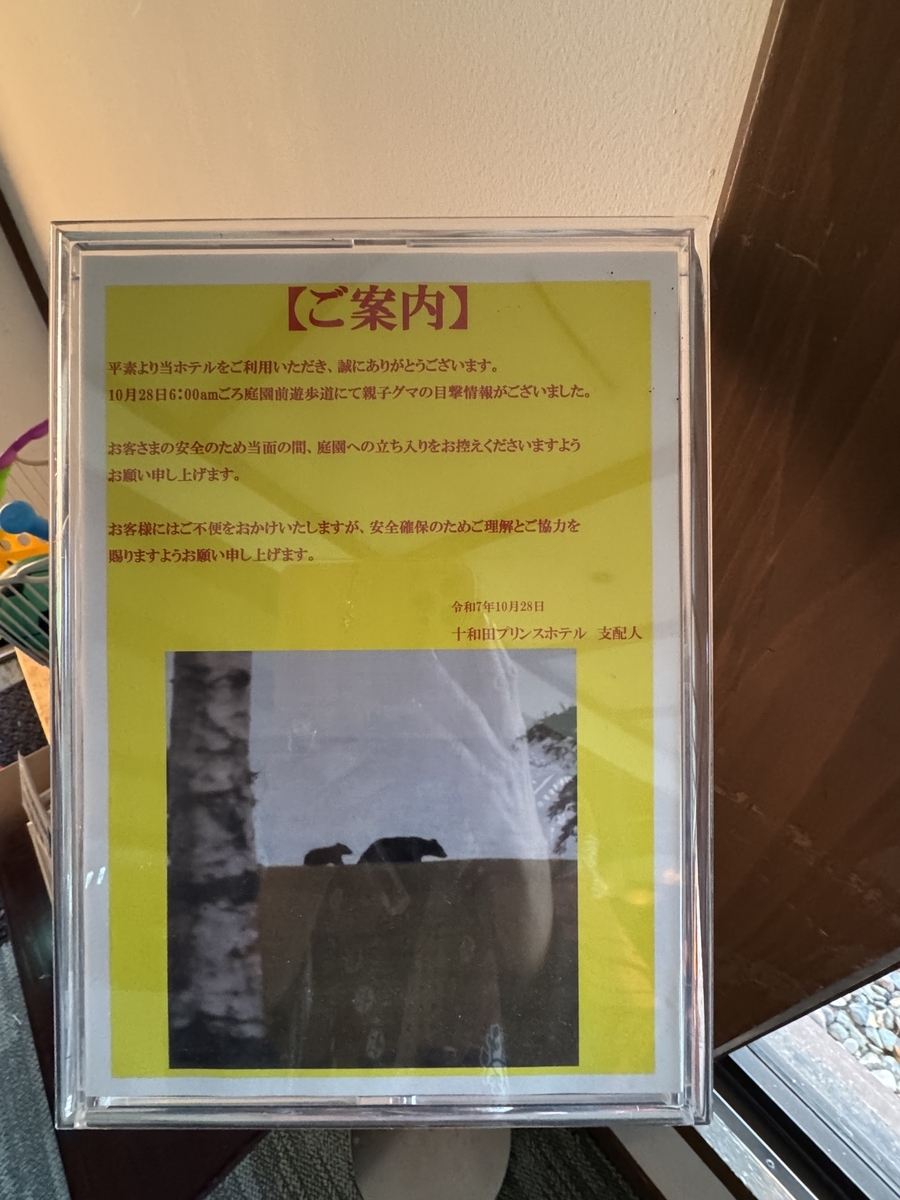 【ご案内】
平素より当ホテルをご利用いただき、誠にありがとうございます。
10月28日6:00amごろ庭園前遊歩道にて親子グマの目撃情報がございました。
お客さまの安全のため当面の間、庭園への立ち入りをお控えくださいますよう
お願い申し上げます。
お客様にはご不便をおかけいたしますが、安全確保のためご理解とご協力を
賜りますようお願い申し上げます。
令和7年10月28日
十和田プリンスホテル　支配人